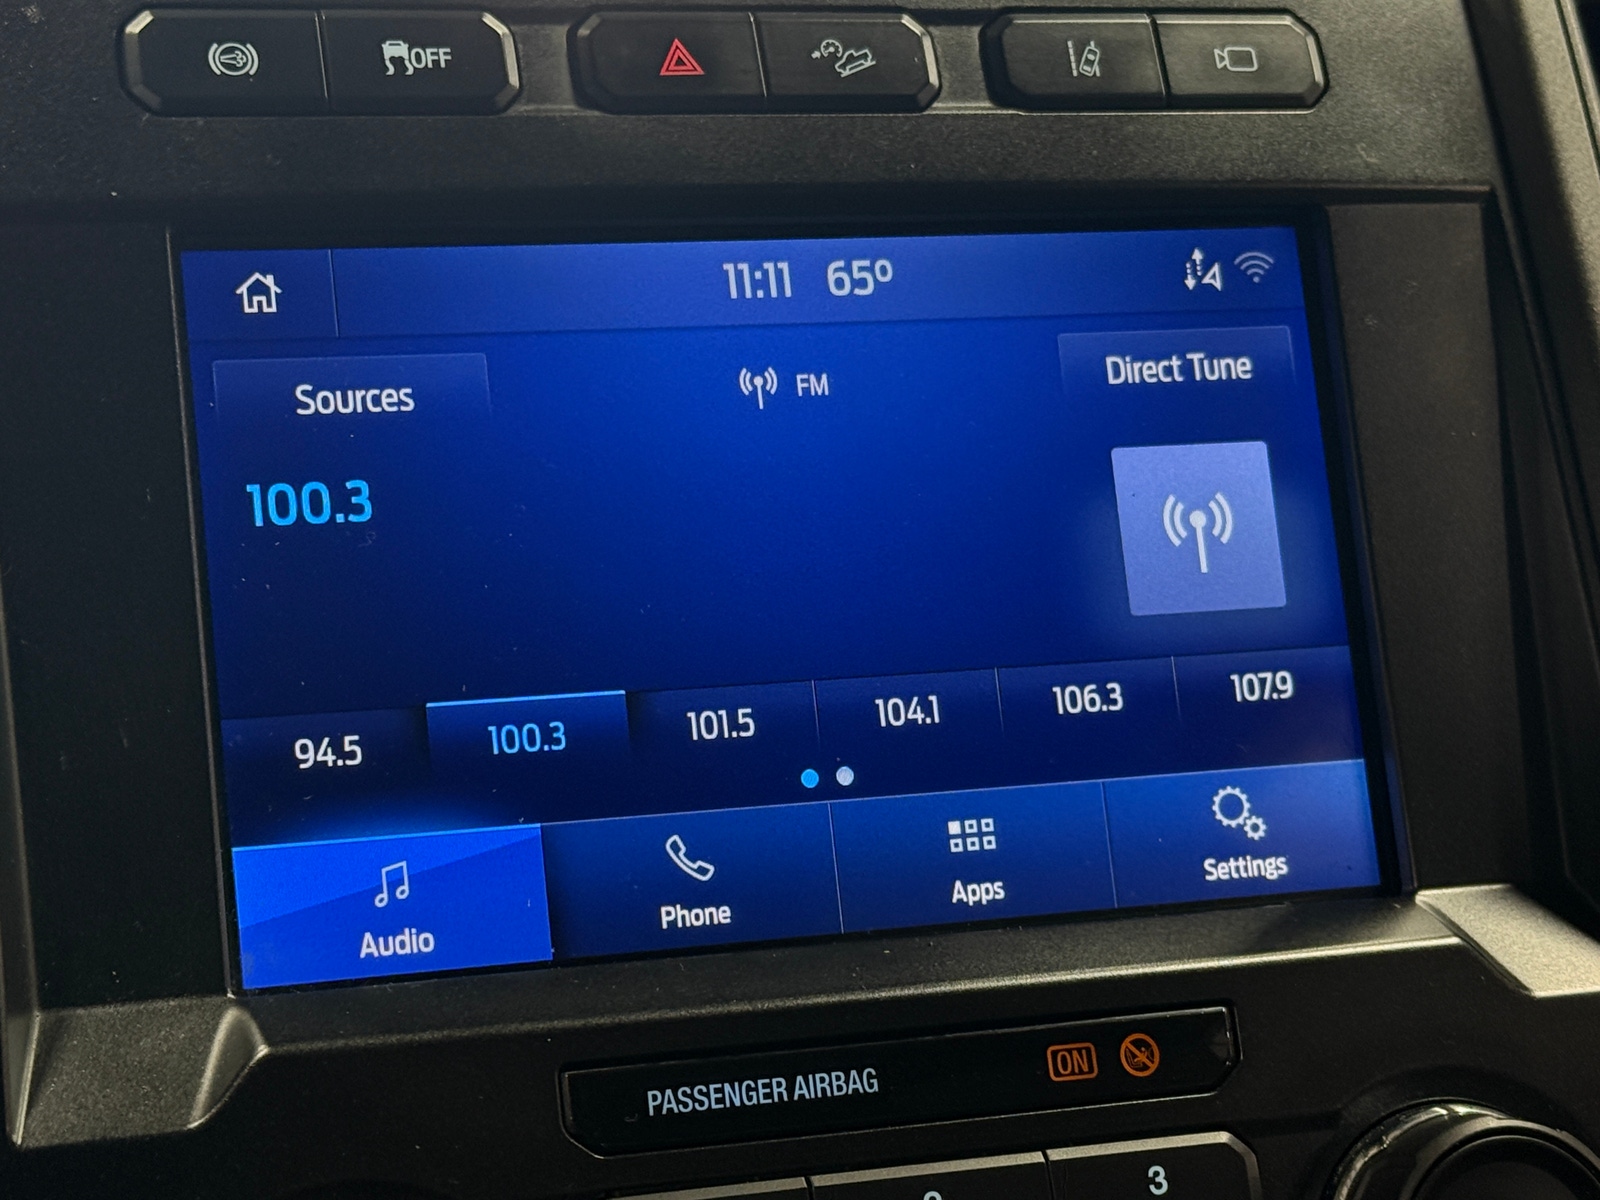 OFF
11:11 65º
Sources
FM
Direct Tune
100.3
94.5
100.3
101.5
104.1
106.3
107.9
Audio
Phone
Apps
Settings
PASSENGER AIRBAG
ON
3